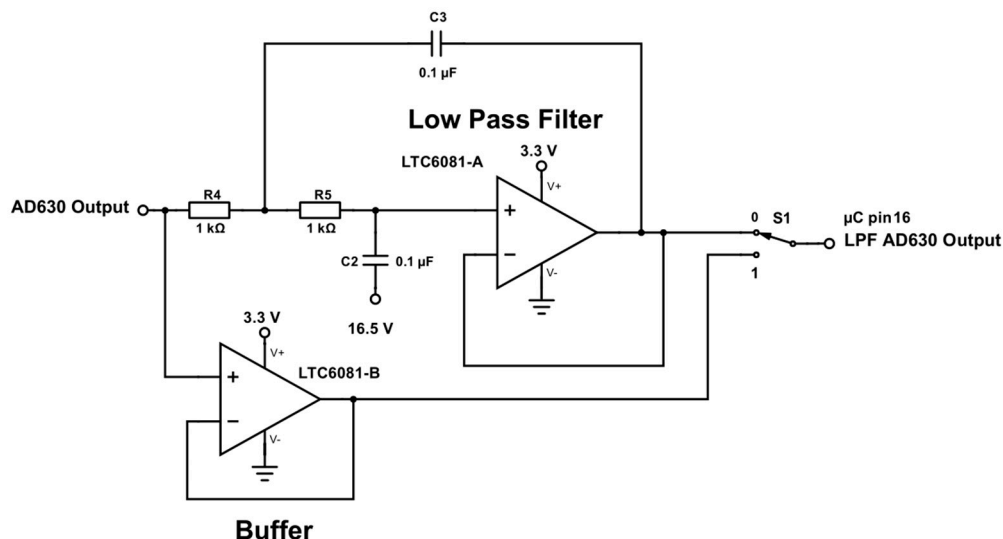 C3
0.1 µF
Low Pass Filter
LTC6081-A
3.3 V
V+
+
−
V-
AD630 Output
R4
1 kΩ
R5
1 kΩ
C2
0.1 µF
16.5 V
0
S1
1
µC pin16
LPF AD630 Output
3.3 V
V+
LTC6081-B
+
−
V-
Buffer